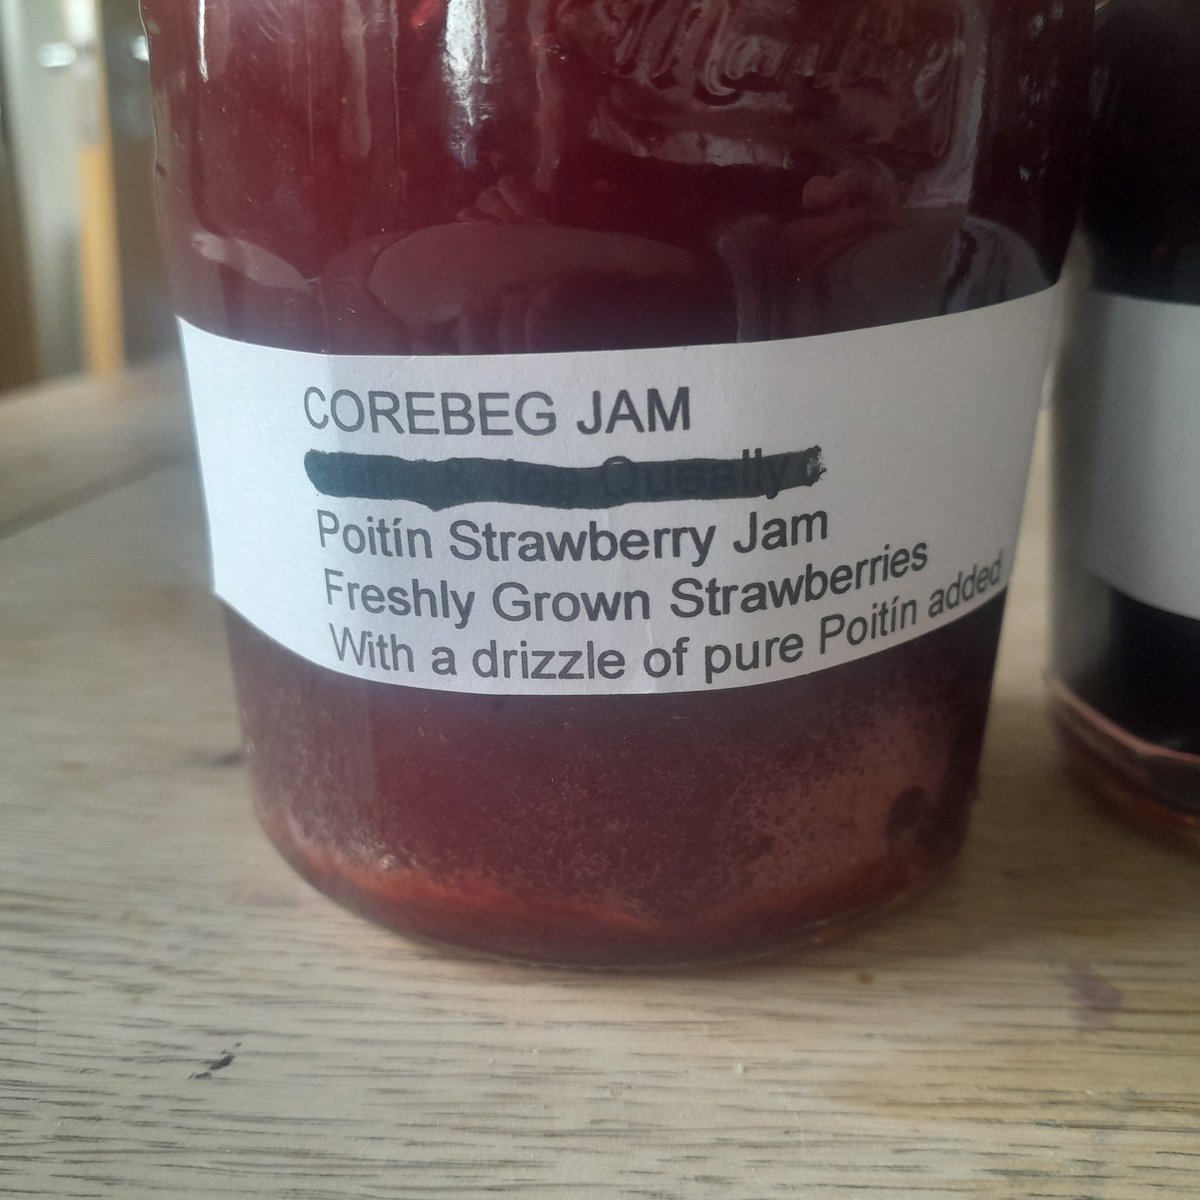 COREBEG JAM
Poitín Strawberry Jam
Freshly Grown Strawberries
With a drizzle of pure Poitín added